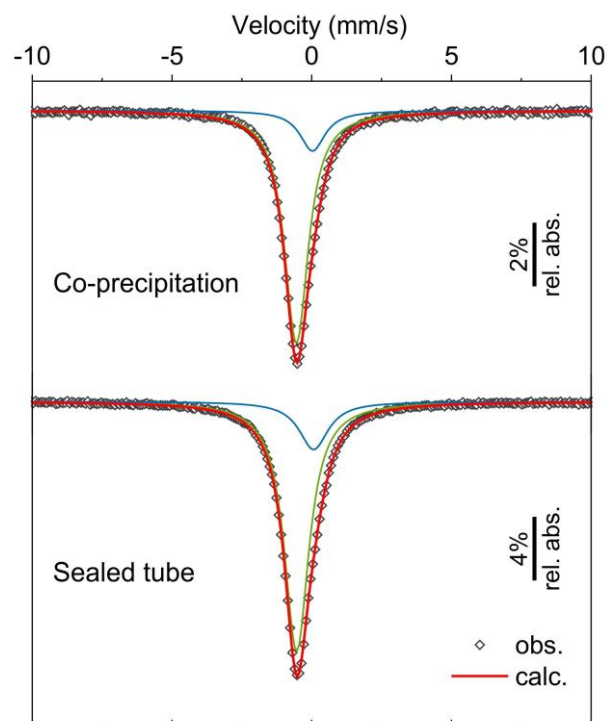 Velocity (mm/s)
-10 -5 0 5 10
2%
rel. abs.
Co-precipitation
4%
rel. abs.
Sealed tube
obs.
calc.